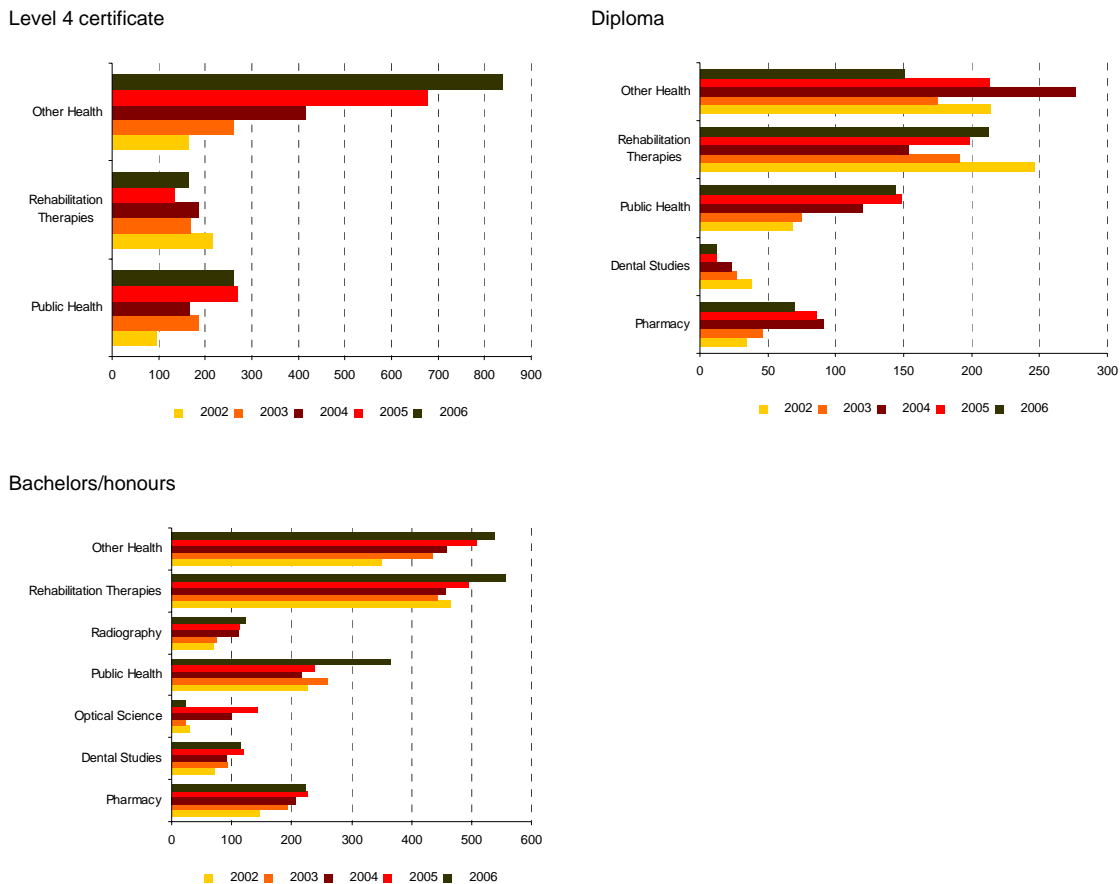 Level 4 certificate
Other Health
Rehabilitation
Therapies
Public Health
0 100 200 300 400 500 600 700 800 900
2002 2003 2004 2005 2006
Diploma
Other Health
Rehabilitation
Therapies
Public Health
Dental Studies
Pharmacy
0 50 100 150 200 250 300
2002 2003 2004 2005 2006
Bachelors/honours
Other Health
Rehabilitation Therapies
Radiography
Public Health
Optical Science
Dental Studies
Pharmacy
0 100 200 300 400 500 600
2002 2003 2004 2005 2006